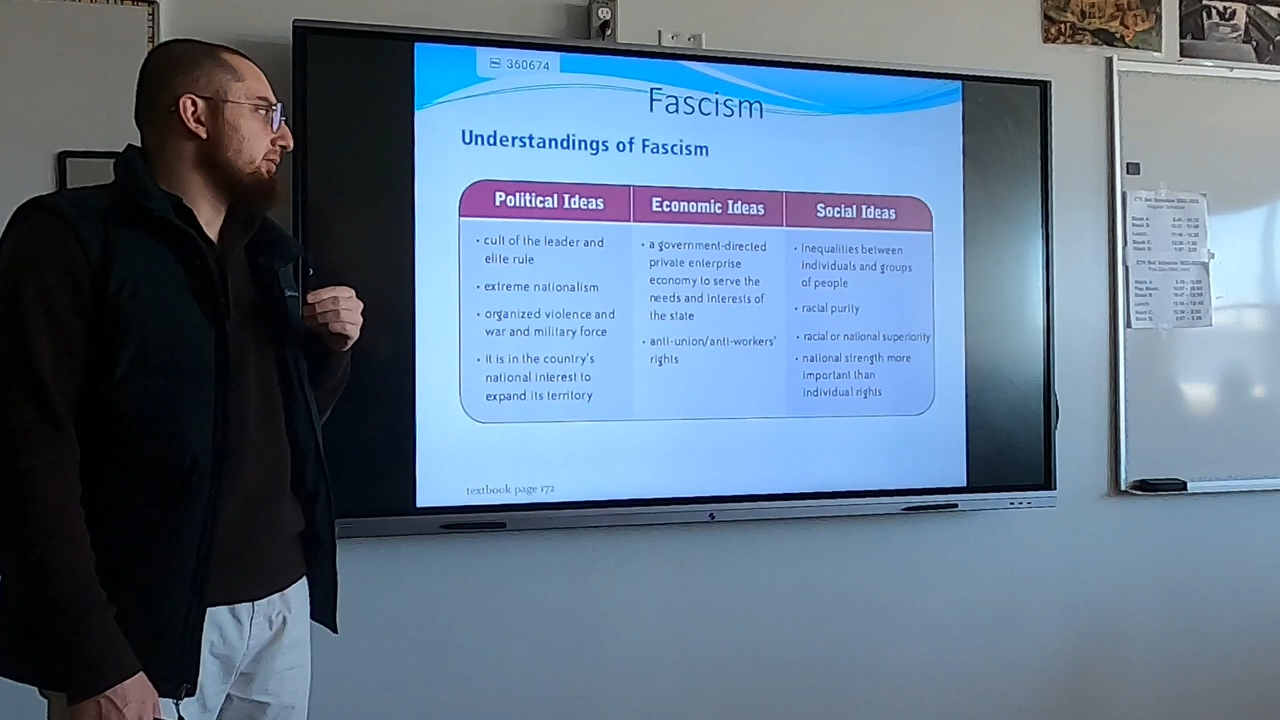 360674
Fascism
Understandings of Fascism
Political Ideas
• cult of the leader and
elite rule
• extreme nationalism
• organized violence and
war and military force
• it is in the country's
national interest to
expand its territory
Economic Ideas
• a government-directed
private enterprise
economy to serve the
needs and interests of
the state
• anti-union/anti-workers'
rights
Social Ideas
• inequalities between
individuals and groups
of people
• racial purity
• racial or national superiority
• national strength more
important than
individual rights
textbook page 172
Regular Schedule
Lunch
Lunch